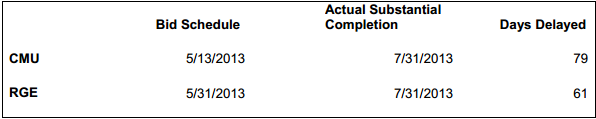 Bid Schedule Actual Substantial Completion Days Delayed
CMU 5/13/2013 7/31/2013 79
RGE 5/31/2013 7/31/2013 61